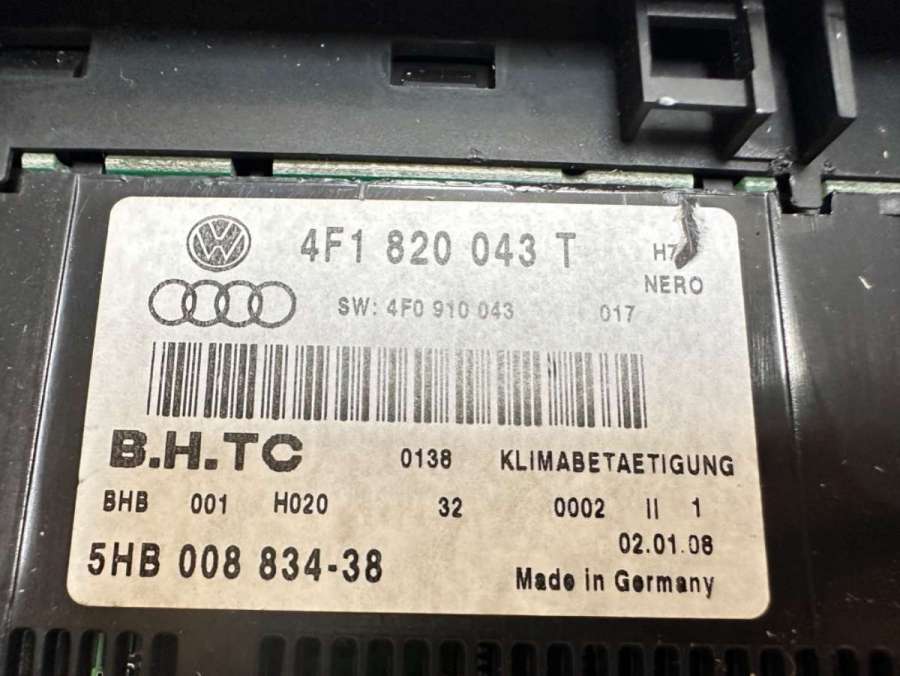 4F1 820 043 T
NERO
SW: 4F0 910 043 017
B.H.TC 0138 KLIMABETAETIGUNG
BHB 001 H020 32 0002 II 1
02.01.08
5HB 008 834-38
Made in Germany